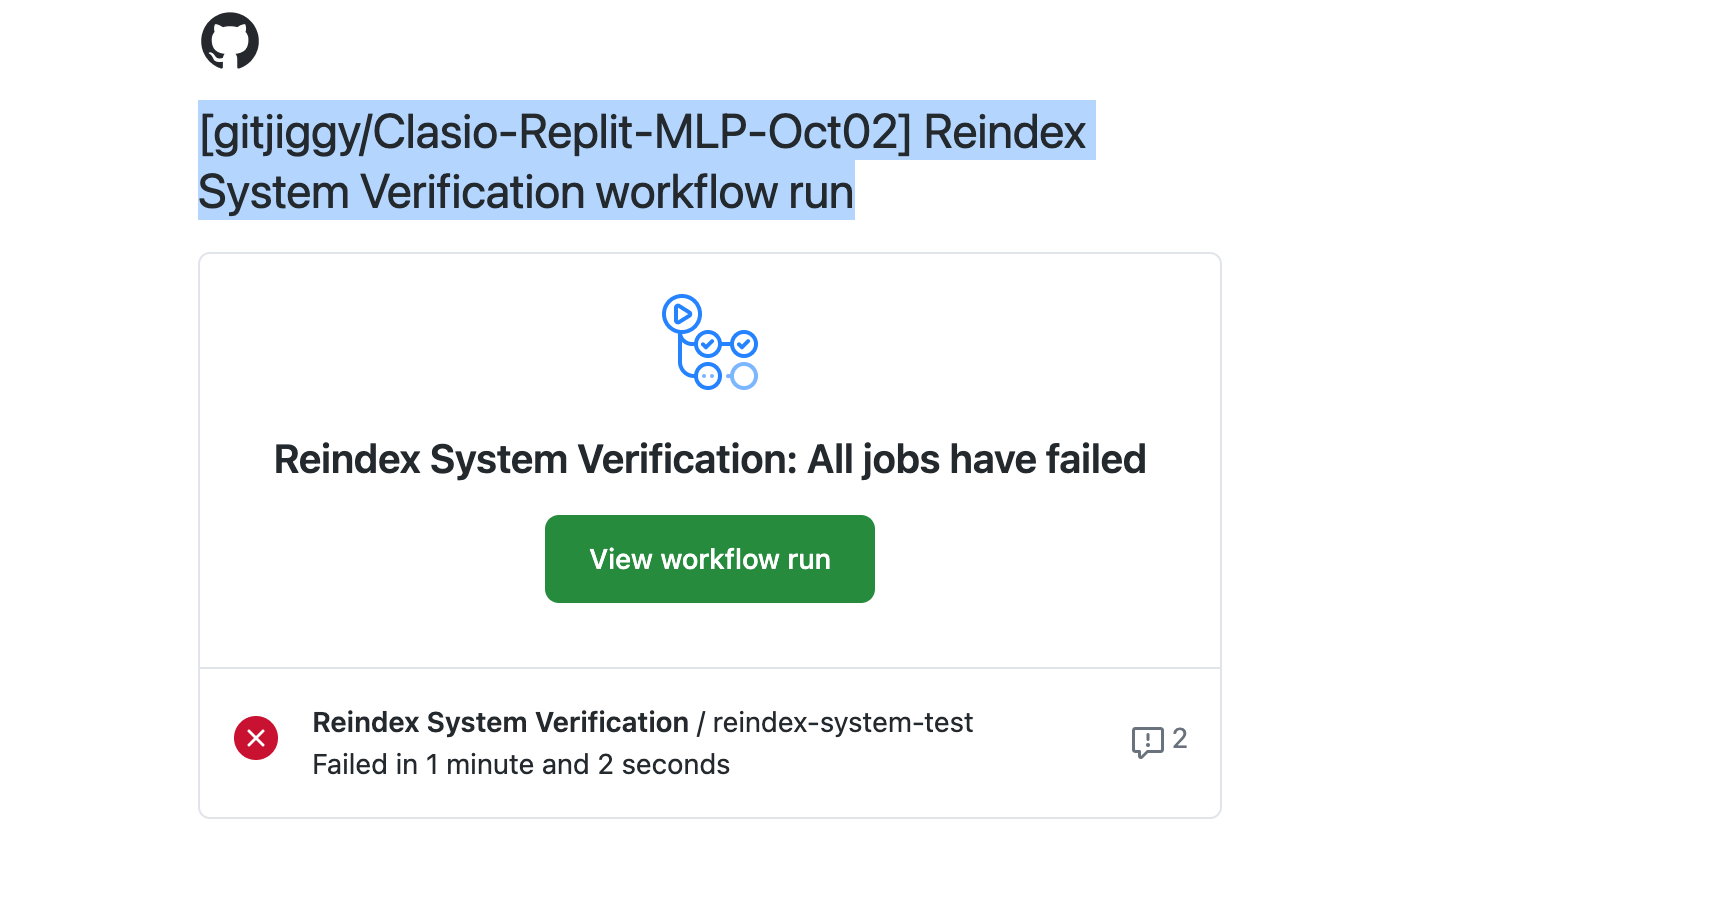 [gitjiggy/Clasio-Replit-MLP-Oct02] Reindex
System Verification workflow run
Reindex System Verification: All jobs have failed
View workflow run
Reindex System Verification / reindex-system-test
Failed in 1 minute and 2 seconds
2